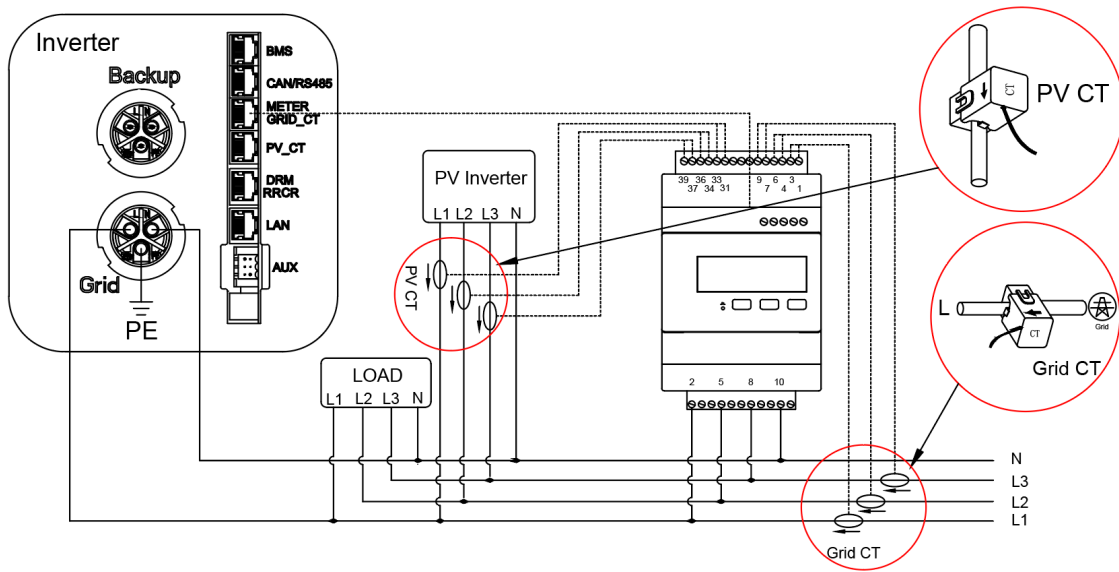 Inverter
Backup
L N
BMS
CAN/RS485
METER
GRID_CT
PV_CT
DRM
RRCR
LAN
AUX
L N
Grid
PE
PV Inverter
L1 L2 L3 N
PV CT
LOAD
L1 L2 L3 N
39 36 33 9 6 3
37 34 31 7 4 1
2 5 8 10
CT
PV CT
L
CT
Grid
Grid CT
N
L3
L2
L1
Grid CT